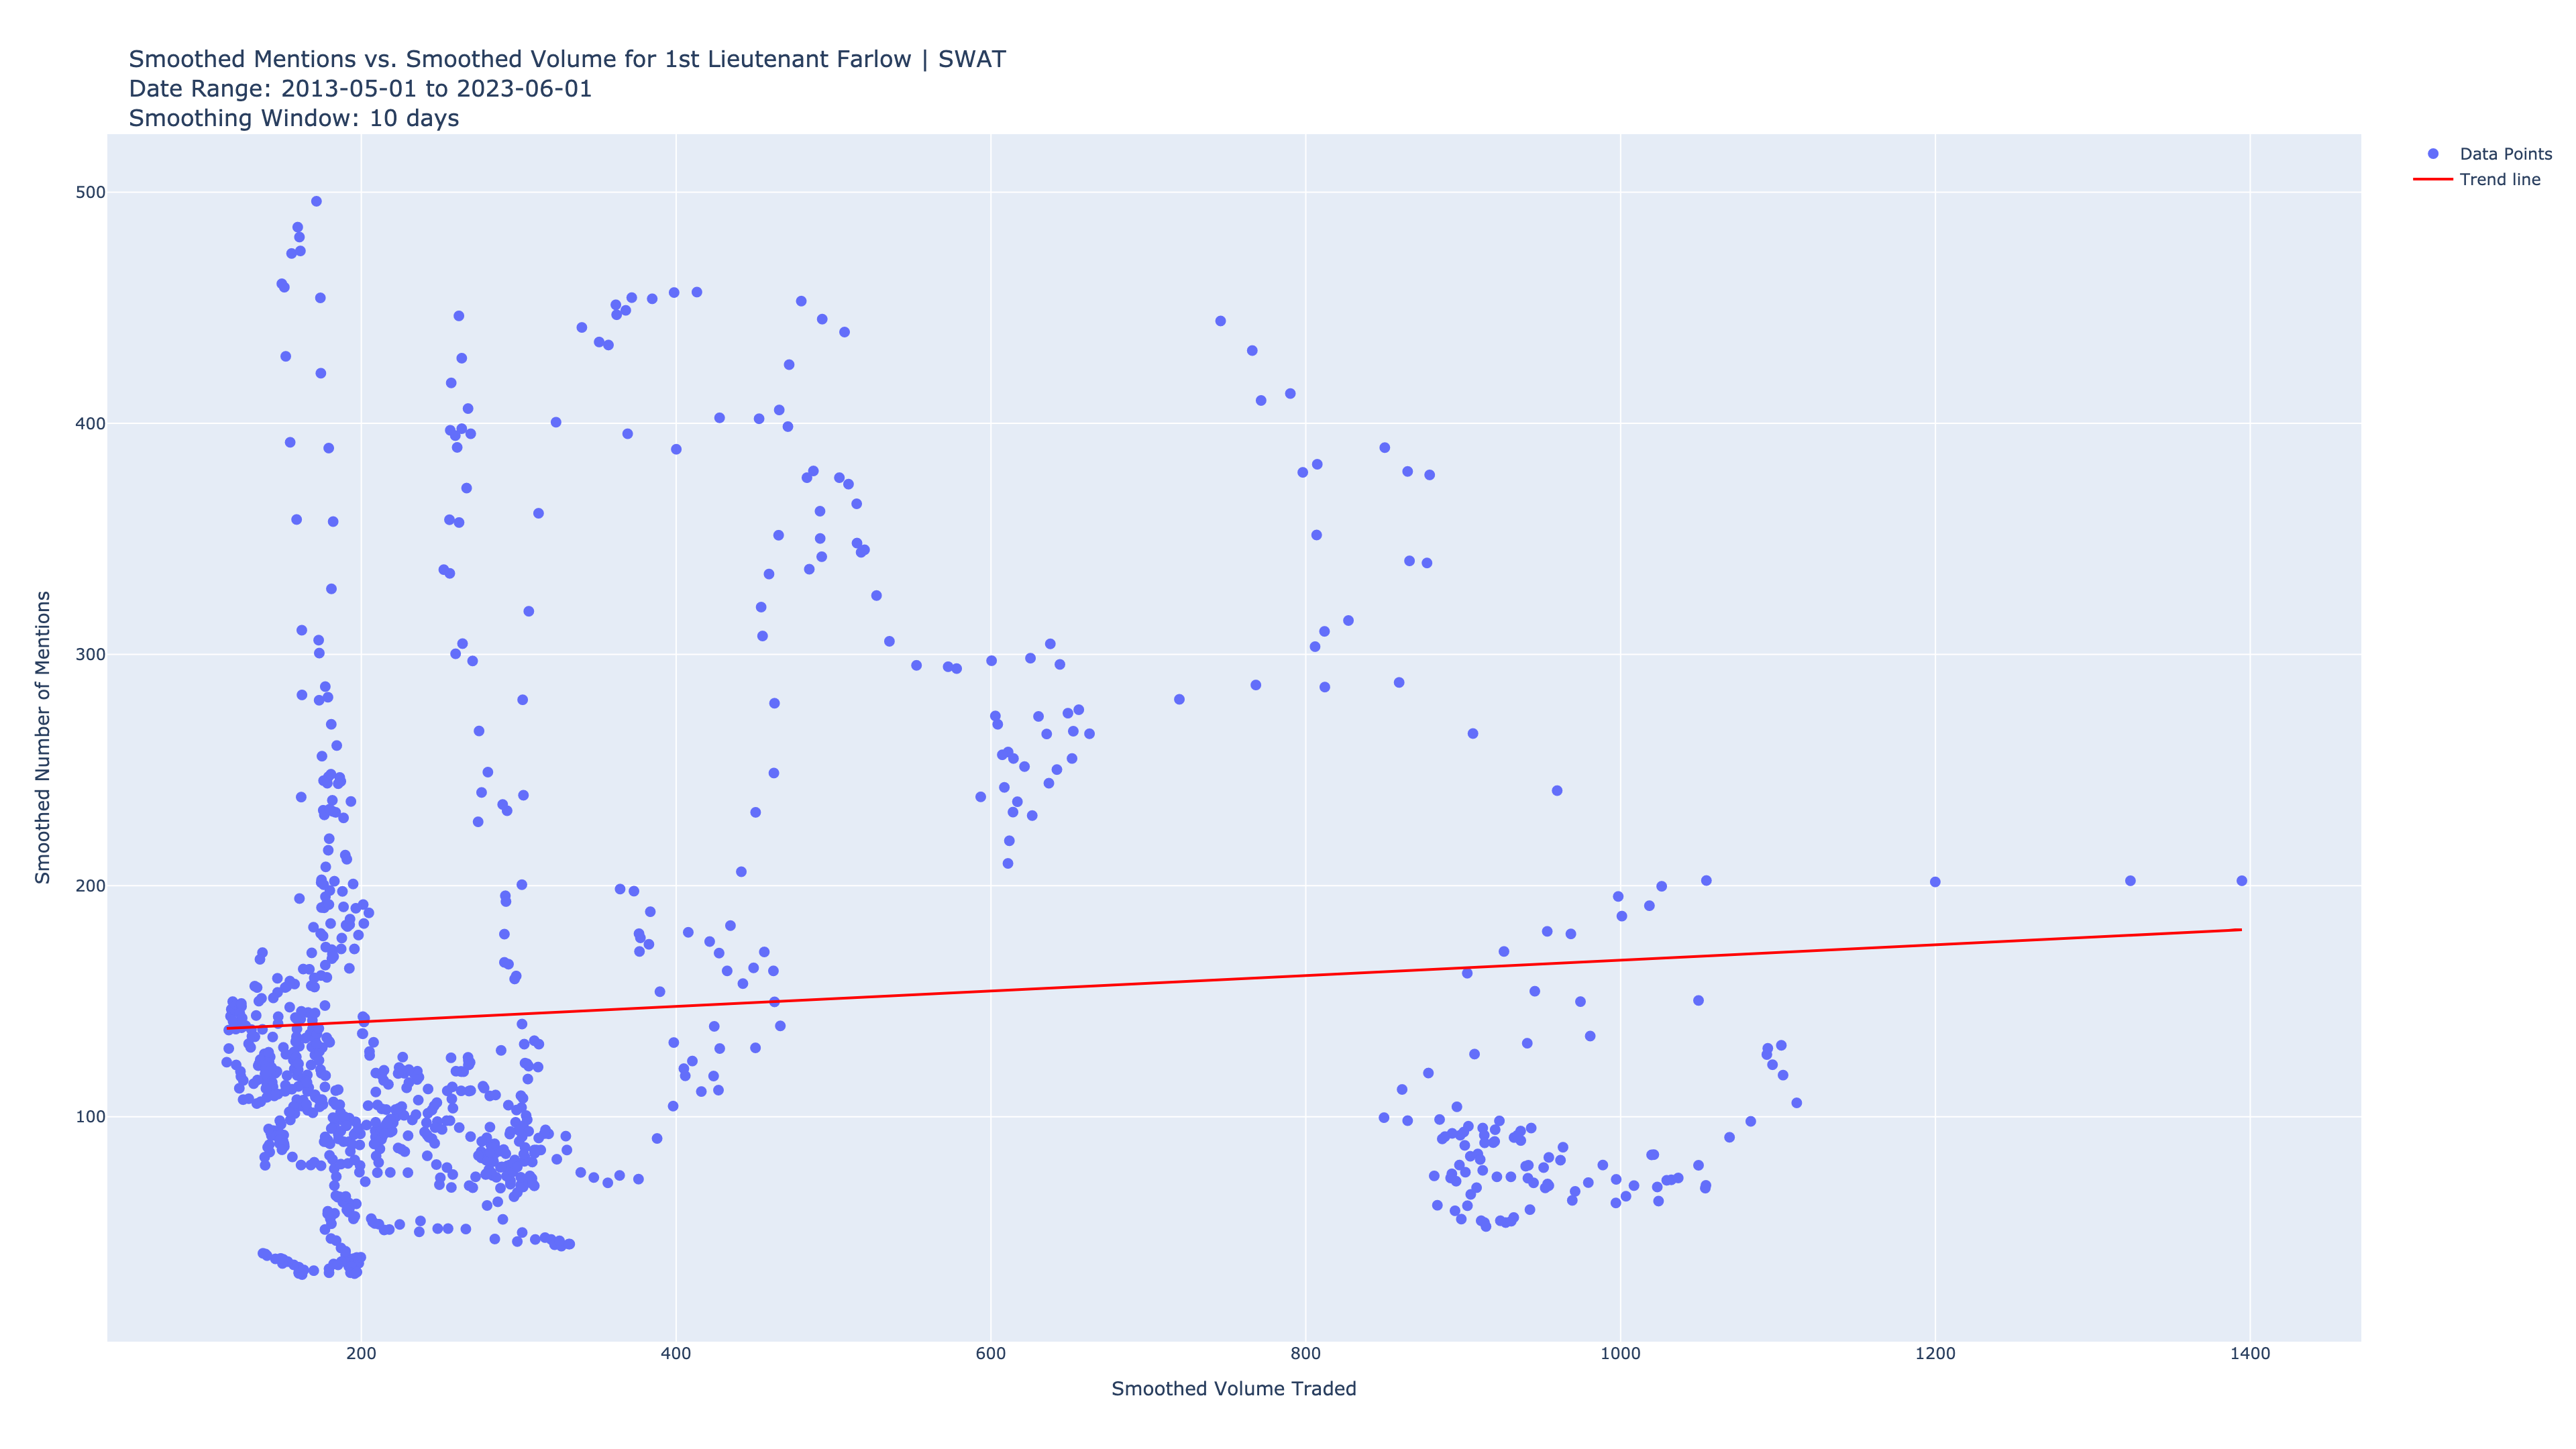 Smoothed Mentions vs. Smoothed Volume for 1st Lieutenant Farlow | SWAT
Date Range: 2013-05-01 to 2023-06-01
Smoothing Window: 10 days
Data Points
Trend line
500
400
300
200
100
Smoothed Number of Mentions
200
400
600
800
1000
1200
1400
Smoothed Volume Traded